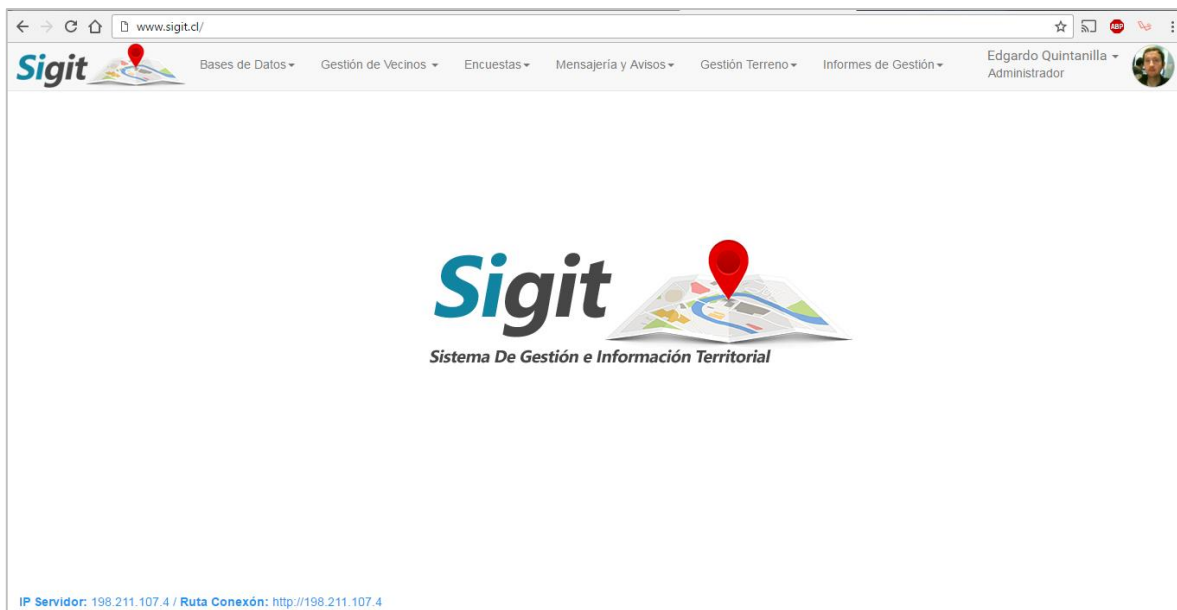 www.sigit.cl/
ABP
Sigit
Bases de Datos
Gestión de Vecinos
Encuestas
Mensajería y Avisos
Gestión Terreno
Informes de Gestión
Edgardo Quintanilla
Administrador
Sigit
Sistema De Gestión e Información Territorial
IP Servidor: 198.211.107.4 / Ruta Conexón: http://198.211.107.4